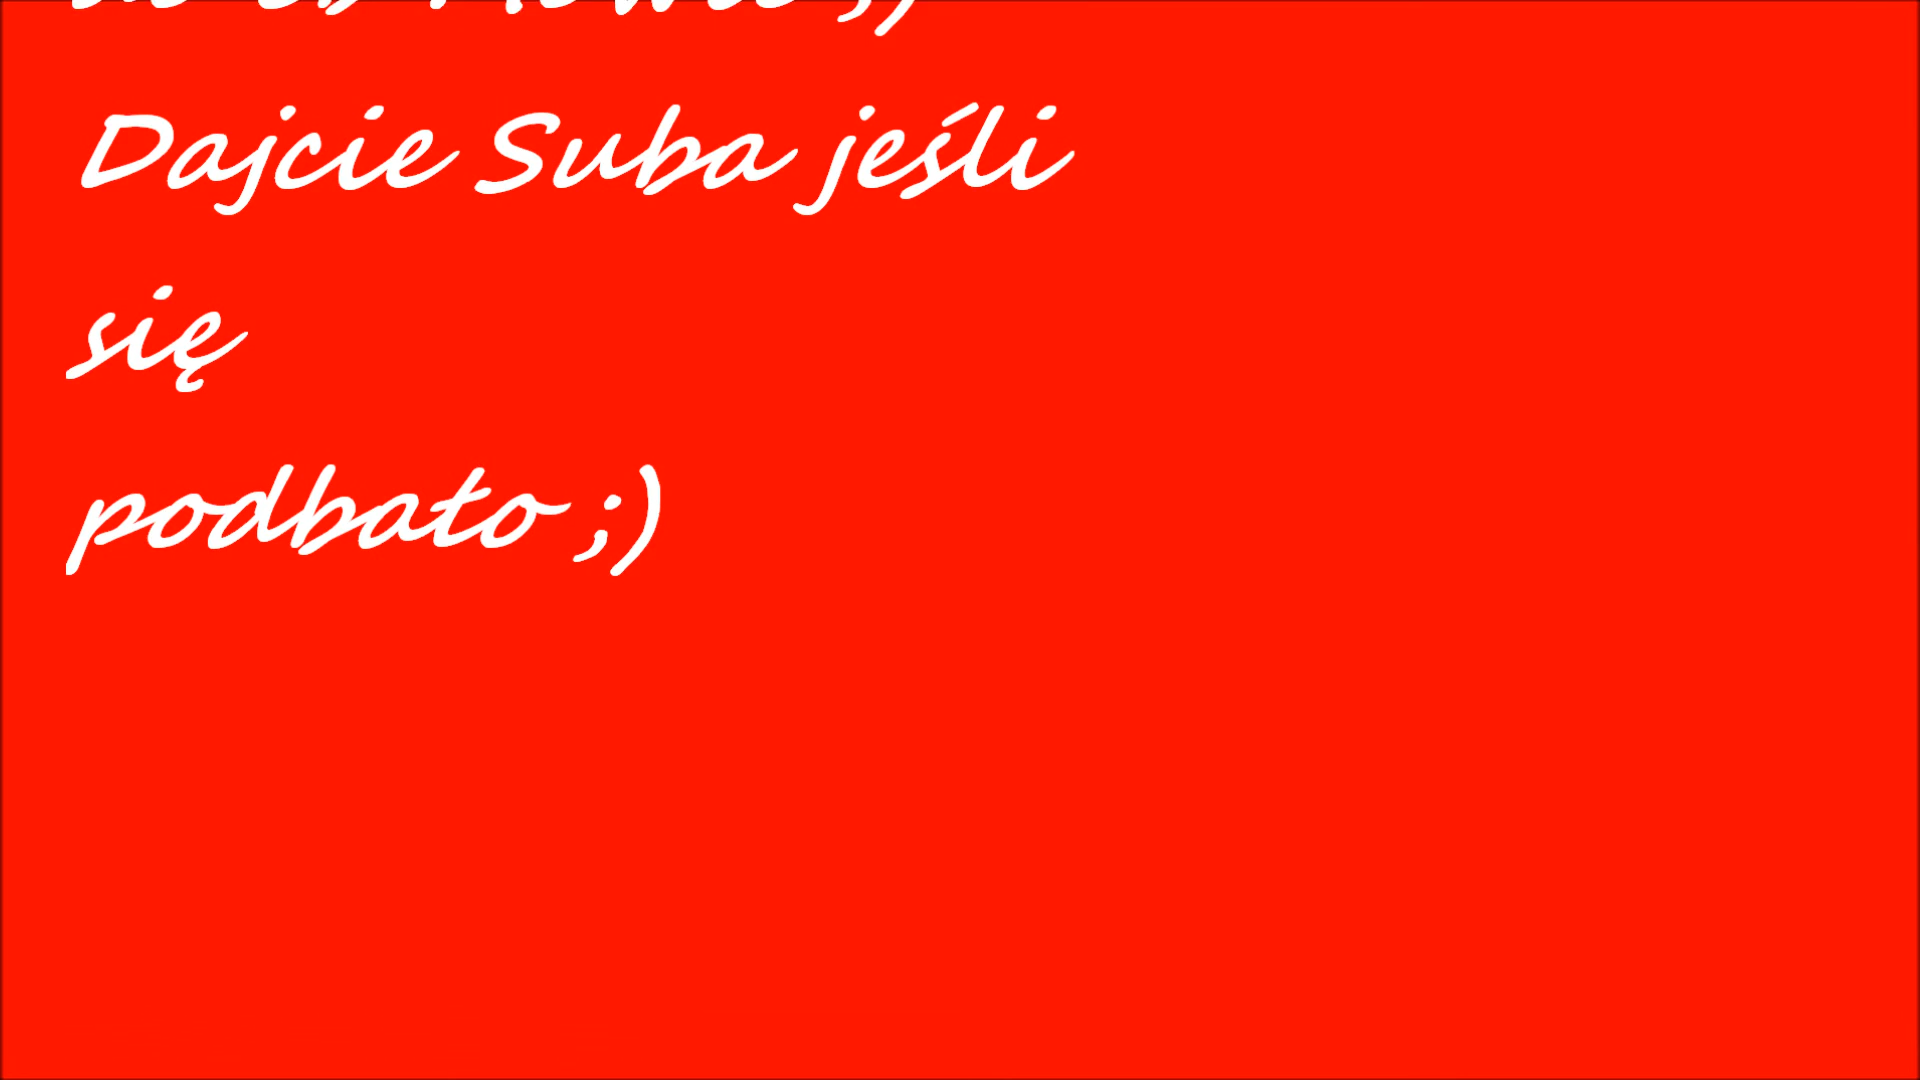 ;)
Dajcie Suba jeśli
się
podbało ;)